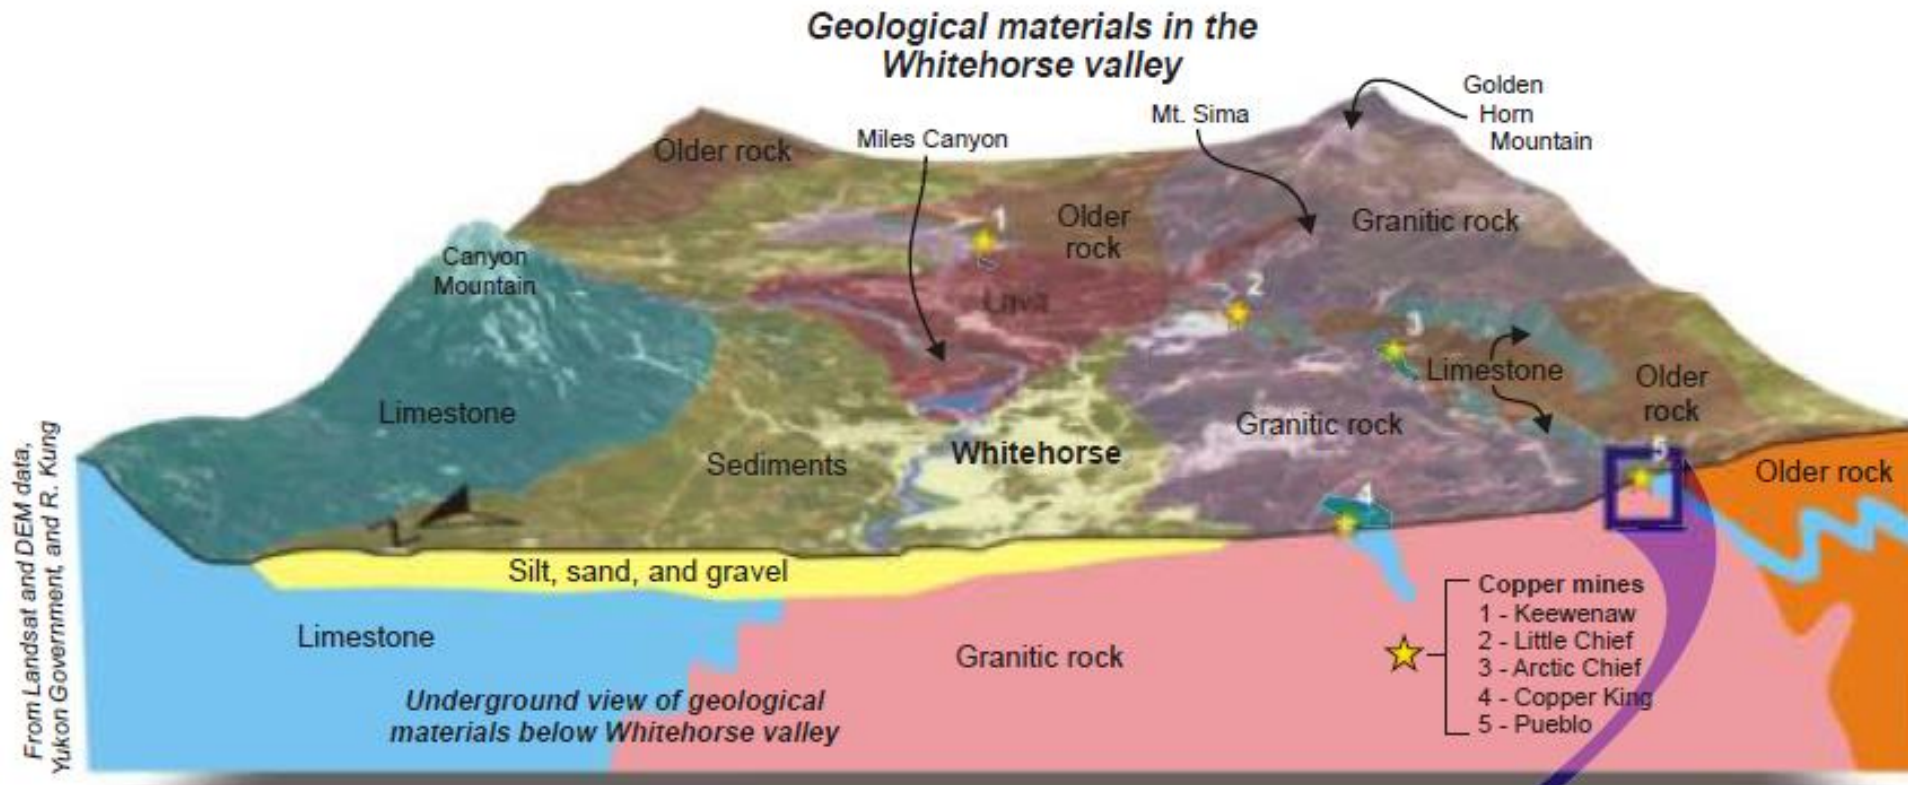 Geological materials in the
Whitehorse valley
Golden
Horn
Mountain
Mt. Sima
Miles Canyon
Older rock
1
Older
rock
Granitic rock
Canyon
Mountain
2
Lava
3
Limestone
Older
rock
Limestone
Granitic rock
Whitehorse
Sediments
5
Older rock
4
N
Silt, sand, and gravel
Limestone
Granitic rock
Underground view of geological
materials below Whitehorse valley
Copper mines
1 - Keewenaw
2 - Little Chief
3 - Arctic Chief
4 - Copper King
5 - Pueblo
From Landsat and DEM data,
Yukon Government, and R. Kung